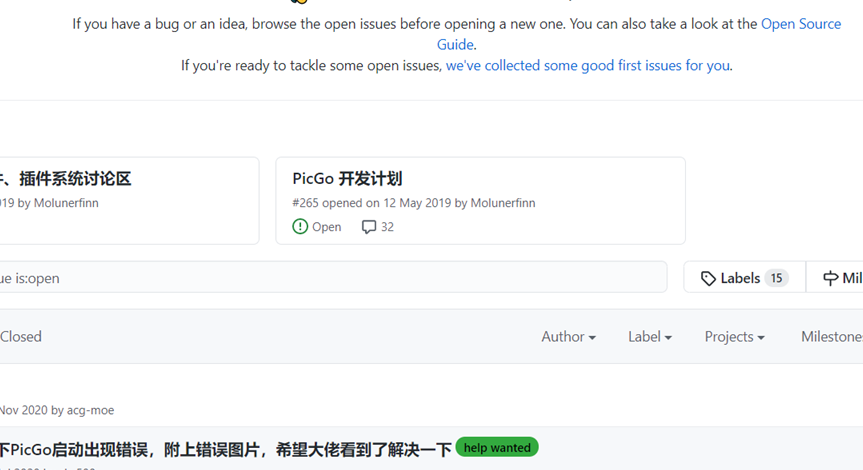 If you have a bug or an idea, browse the open issues before opening a new one. You can also take a look at the Open Source
Guide.
If you're ready to tackle some open issues, we've collected some good first issues for you.
、插件系统讨论区
PicGo 开发计划
019 by Molunerfinn
#265 opened on 12 May 2019 by Molunerfinn
Open 32
is:open
Labels 15
Closed
Author Label Projects
Nov 2020 by acg-moe
下PicGo启动出现错误，附上错误图片，希望大佬看到了解决一下 help wanted